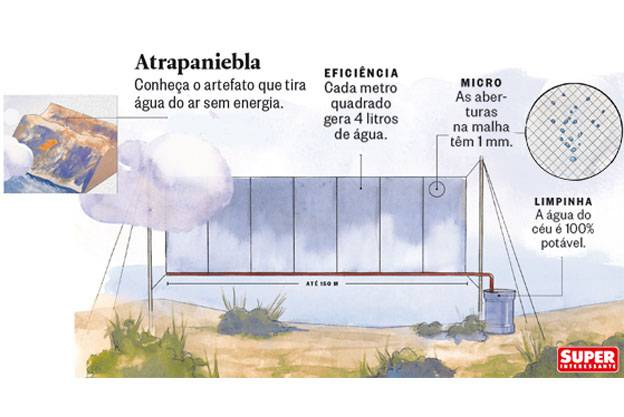 Atrapaniebla
Conheça o artefato que tira
água do ar sem energia.
EFICIÊNCIA
Cada metro
quadrado
gera 4 litros
de água.
MICRO
As aber-
turas
na malha
têm 1 mm.
LIMPINHA
A água do
céu é 100%
potável.
ATÉ 150 M
SUPER
INTERESSANTE